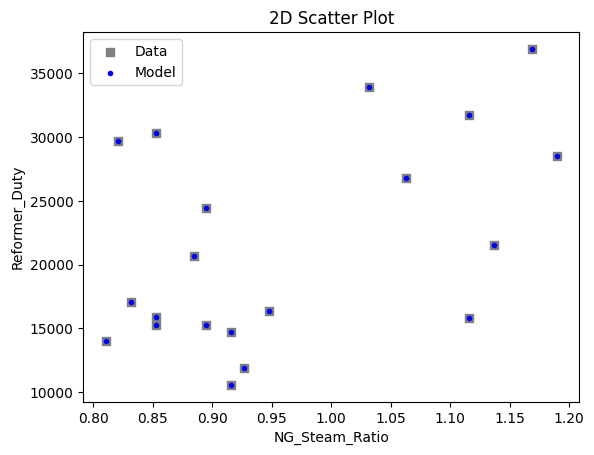 2D Scatter Plot
Data
Model
35000
30000
25000
20000
15000
10000
Reformer_Duty
0.80 0.85 0.90 0.95 1.00 1.05 1.10 1.15 1.20
NG_Steam_Ratio